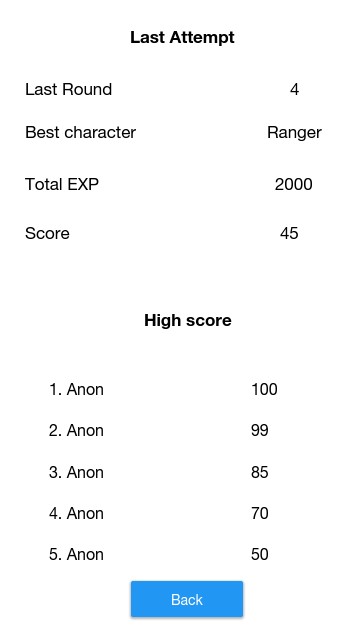 Last Attempt
Last Round 4
Best character Ranger
Total EXP 2000
Score 45
High score
1. Anon 100
2. Anon 99
3. Anon 85
4. Anon 70
5. Anon 50
Back